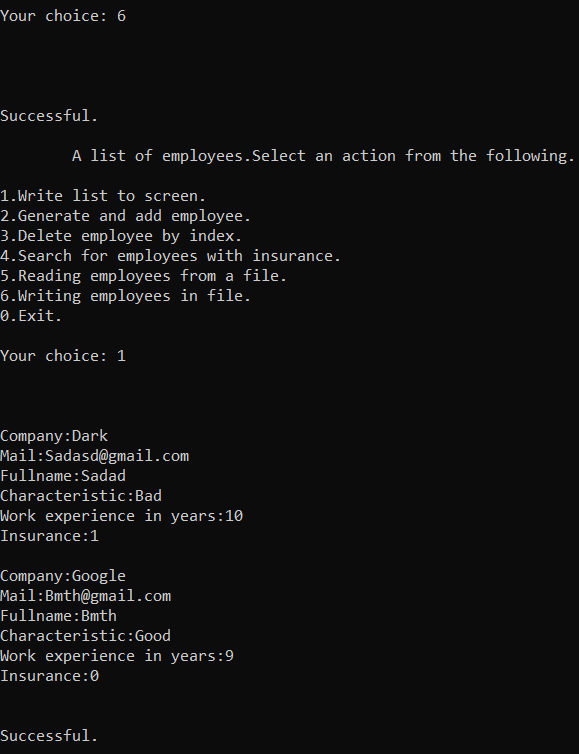 Your choice: 6
Successful.
A list of employees.Select an action from the following.
1.Write list to screen.
2.Generate and add employee.
3.Delete employee by index.
4.Search for employees with insurance.
5.Reading employees from a file.
6.Writing employees in file.
0.Exit.
Your choice: 1
Company:Dark
Mail:Sadasd@gmail.com
Fullname:Sadad
Characteristic:Bad
Work experience in years:10
Insurance:1
Company:Google
Mail:Bmth@gmail.com
Fullname:Bmth
Characteristic:Good
Work experience in years:9
Insurance:0
Successful.